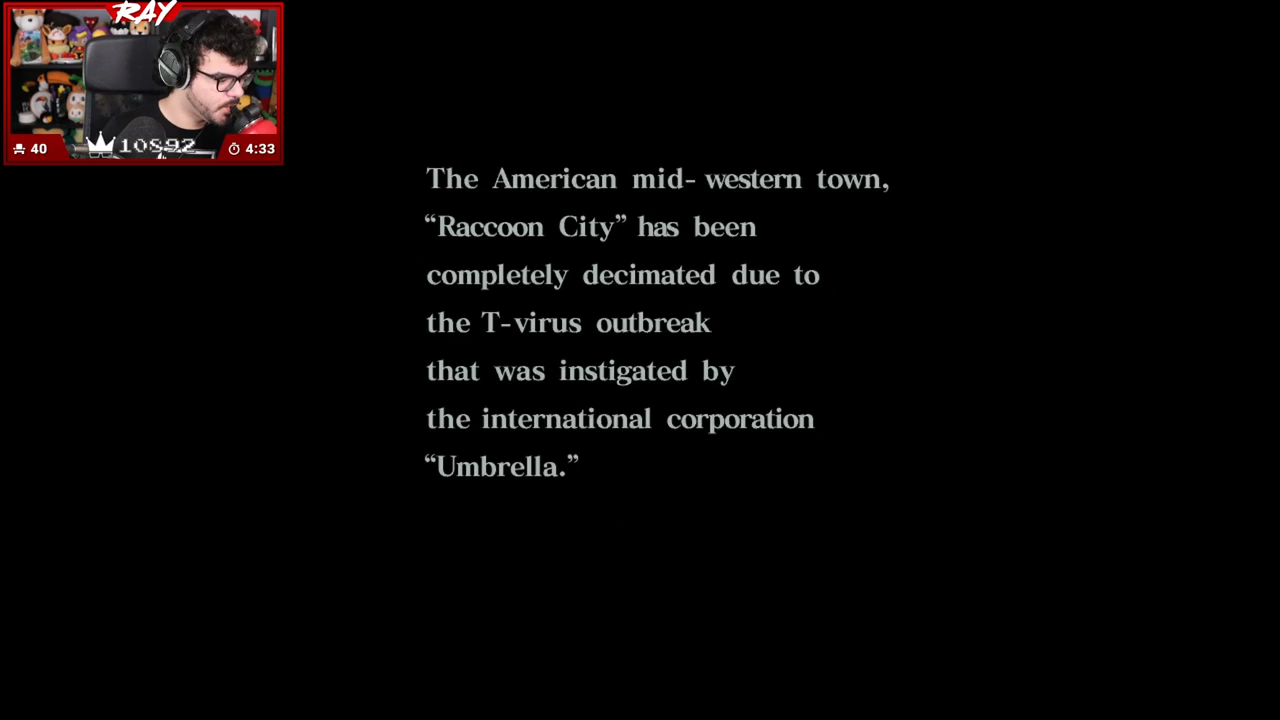 RAY
40
10892
4:33
The American mid- western town,
“Raccoon City” has been
completely decimated due to
the T-virus outbreak
that was instigated by
the international corporation
“Umbrella.”